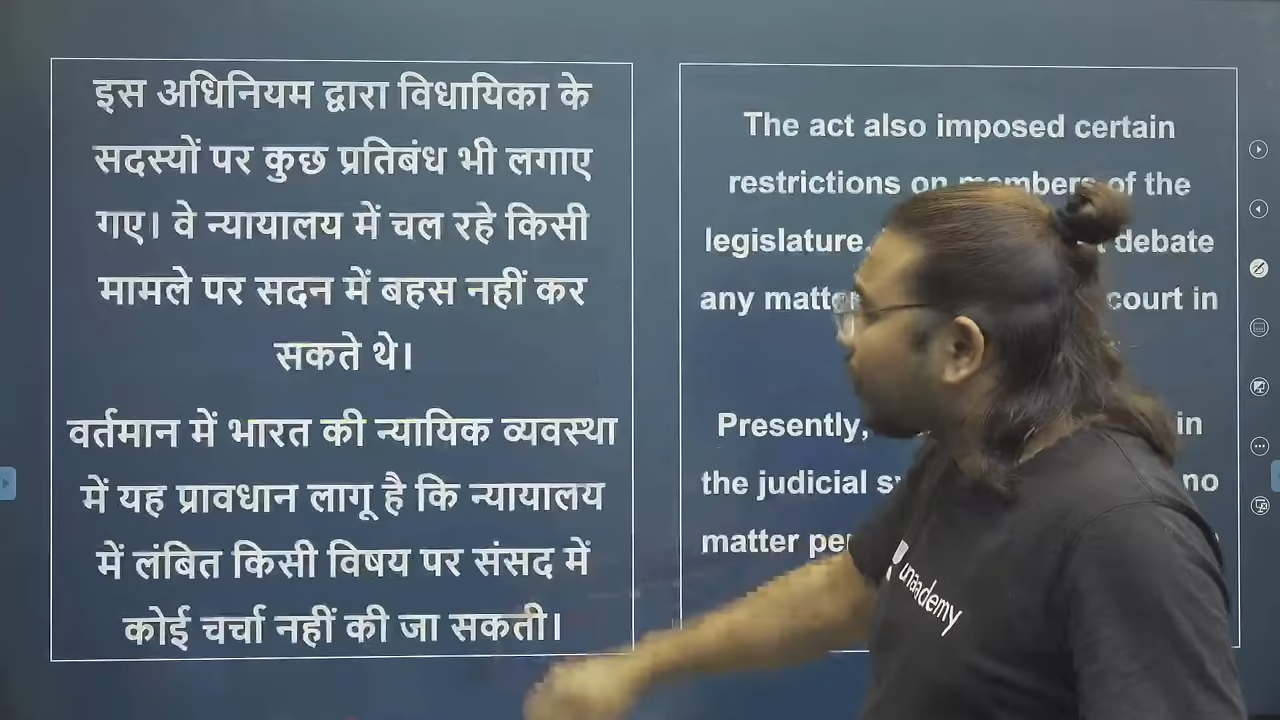 इस अधिनियम द्वारा विधायिका के
सदस्यों पर कुछ प्रतिबंध भी लगाए
गए। वे न्यायालय में चल रहे किसी
मामले पर सदन में बहस नहीं कर
सकते थे।
वर्तमान में भारत की न्यायिक व्यवस्था
में यह प्रावधान लागू है कि न्यायालय
में लंबित किसी विषय पर संसद में
कोई चर्चा नहीं की जा सकती।
The act also imposed certain
restrictions on members of the
legislature. debate
any court in
Presently, in
the judicial no
matter
unacademy